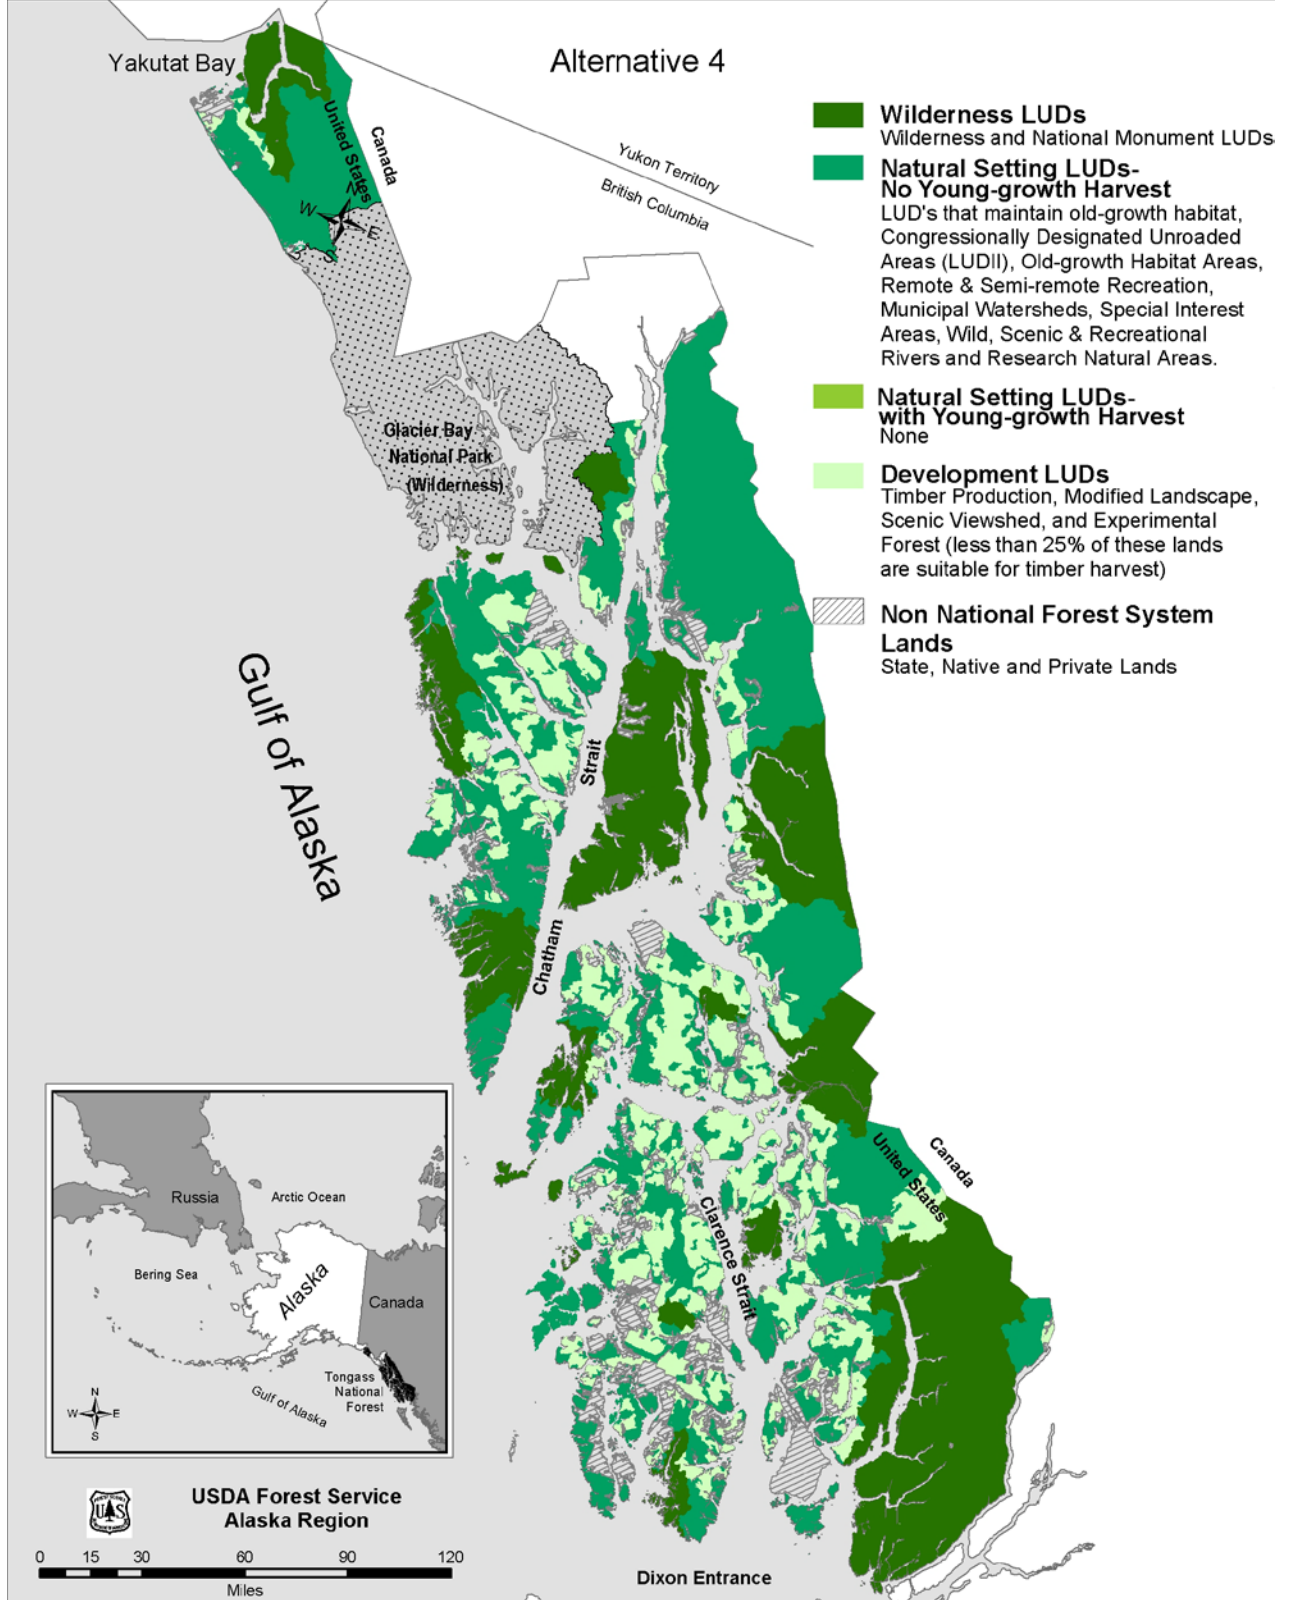 Alternative 4
Yakutat Bay
United States
Canada
Yukon Territory
British Columbia
W
E
S
Wilderness LUDs
Wilderness and National Monument LUDs
Natural Setting LUDs-
No Young-growth Harvest
LUD's that maintain old-growth habitat,
Congressionally Designated Unroaded
Areas (LUDII), Old-growth Habitat Areas,
Remote & Semi-remote Recreation,
Municipal Watersheds, Special Interest
Areas, Wild, Scenic & Recreational
Rivers and Research Natural Areas.
Natural Setting LUDs-
with Young-growth Harvest
None
Development LUDs
Timber Production, Modified Landscape,
Scenic Viewshed, and Experimental
Forest (less than 25% of these lands
are suitable for timber harvest)
Non National Forest System
Lands
State, Native and Private Lands
Glacier Bay
National Park
(Wilderness)
Gulf of Alaska
Chatham
Strait
Clarence Strait
United States
Canada
Russia
Arctic Ocean
Bering Sea
Alaska
Canada
Tongass
National
Forest
Gulf of Alaska
N
W
E
S
USDA Forest Service
Alaska Region
U S
0 15 30 60 90 120
Miles
Dixon Entrance